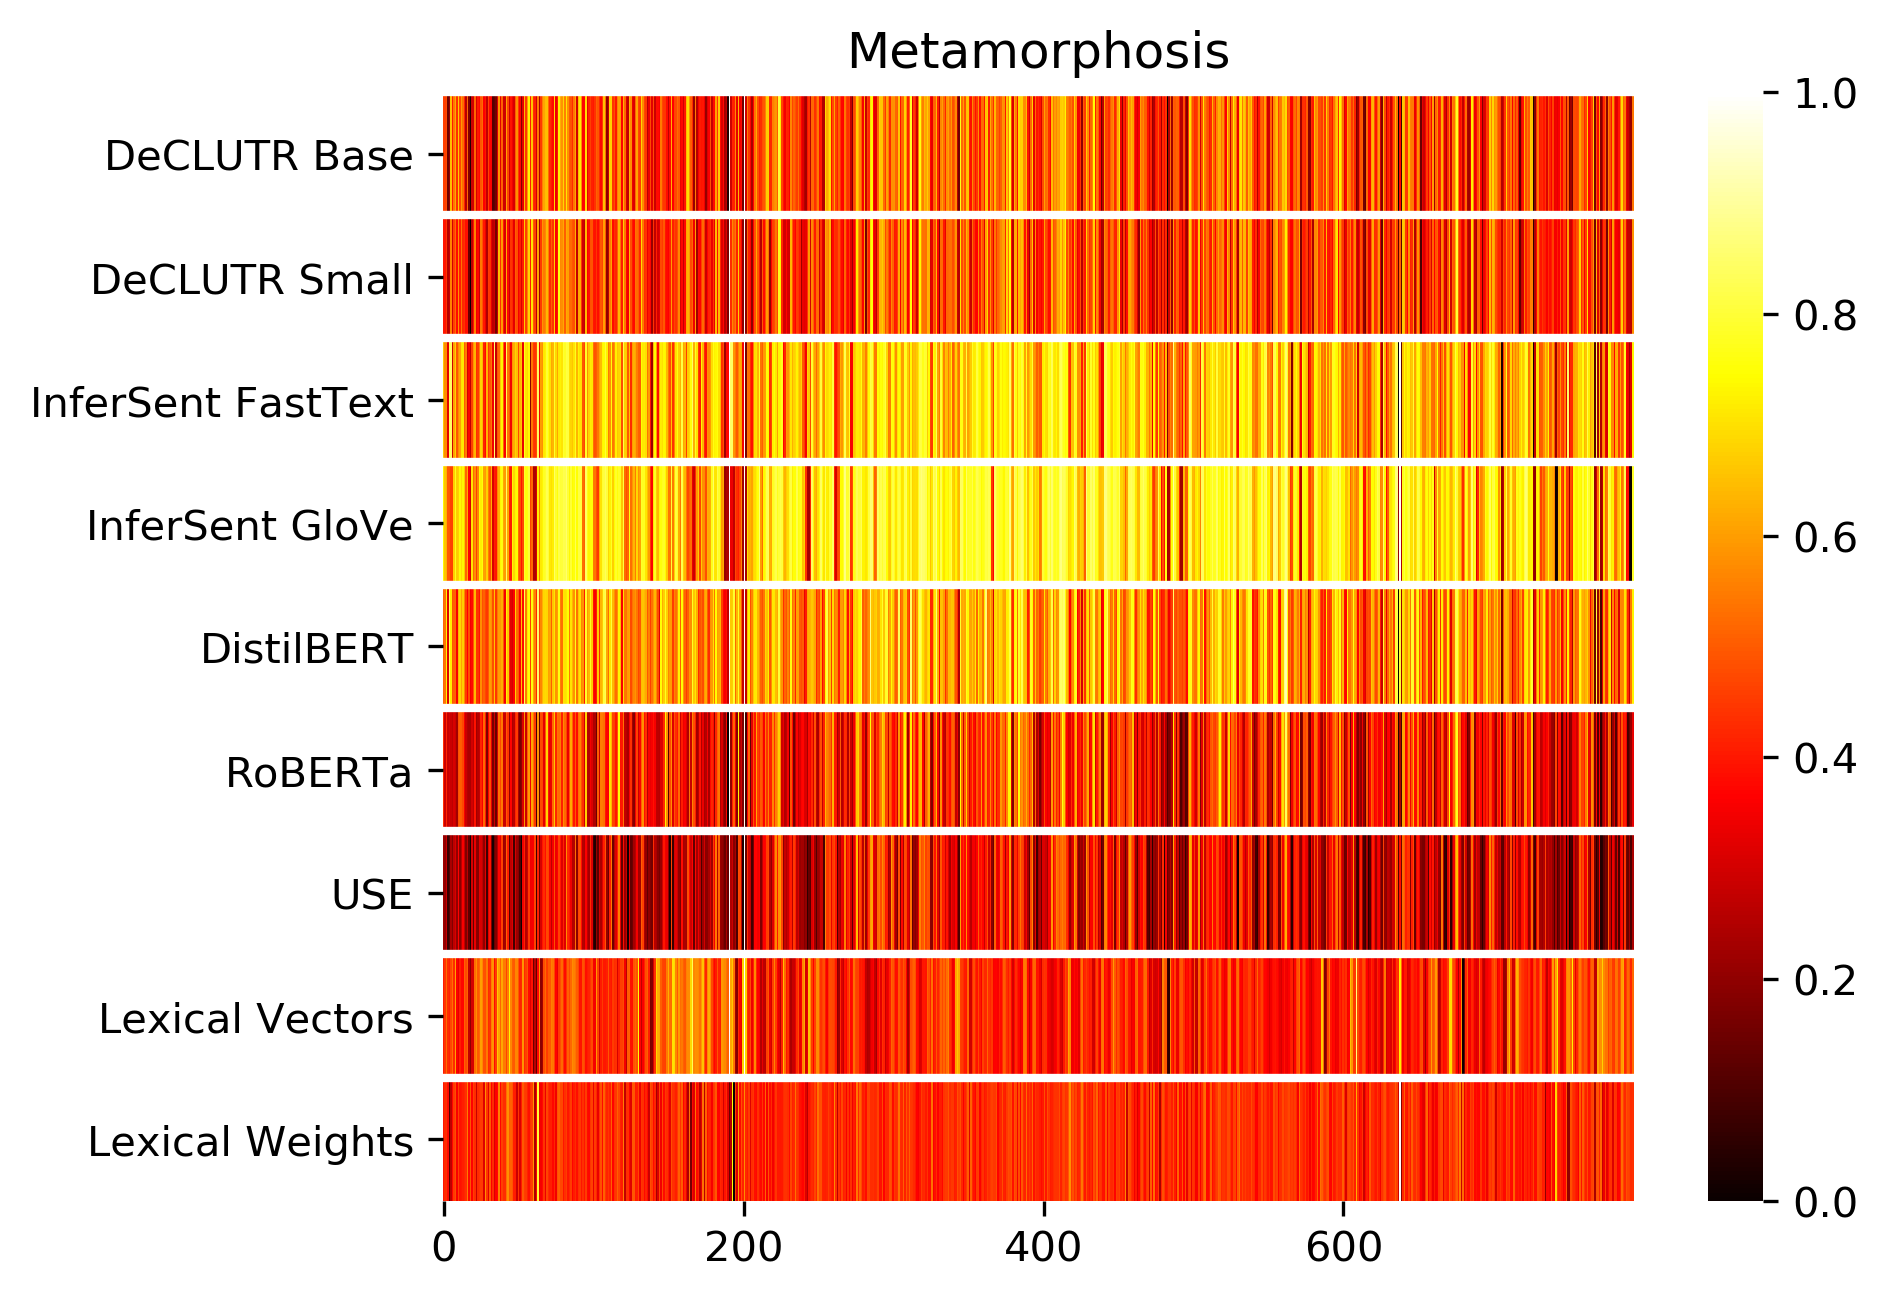 Metamorphosis
DeCLUTR Base
DeCLUTR Small
InferSent FastText
InferSent GloVe
DistilBERT
RoBERTa
USE
Lexical Vectors
Lexical Weights
0 200 400 600
1.0
0.8
0.6
0.4
0.2
0.0